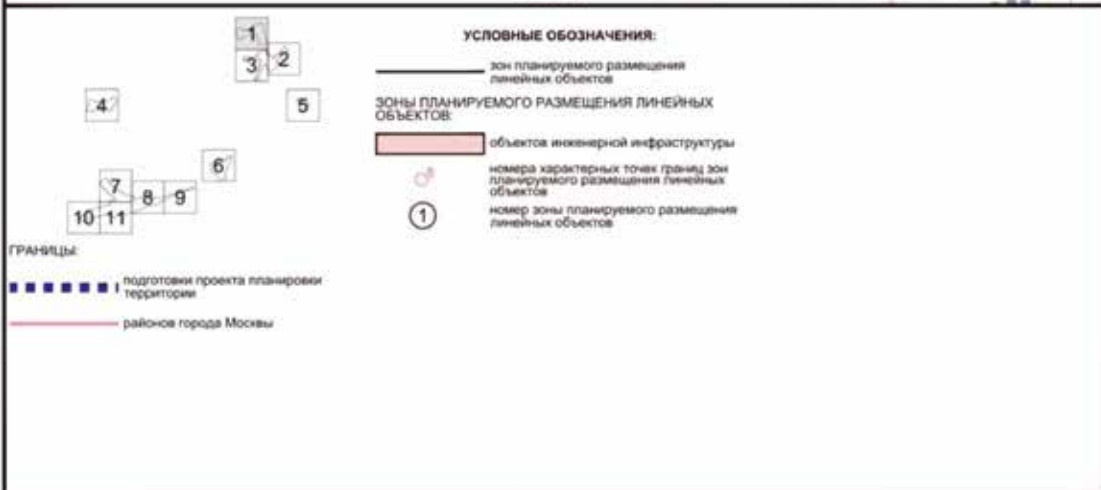 1
3 2
4 5
6
7 8 9
10 11
ГРАНИЦЫ:
подготовки проекта планировки
территории
районов города Москвы
УСЛОВНЫЕ ОБОЗНАЧЕНИЯ:
зон планируемого размещения
линейных объектов
ЗОНЫ ПЛАНИРУЕМОГО РАЗМЕЩЕНИЯ ЛИНЕЙНЫХ
ОБЪЕКТОВ:
объектов инженерной инфраструктуры
номера характерных точек границ зон
планируемого размещения линейных
объектов
1 номер зоны планируемого размещения
линейных объектов